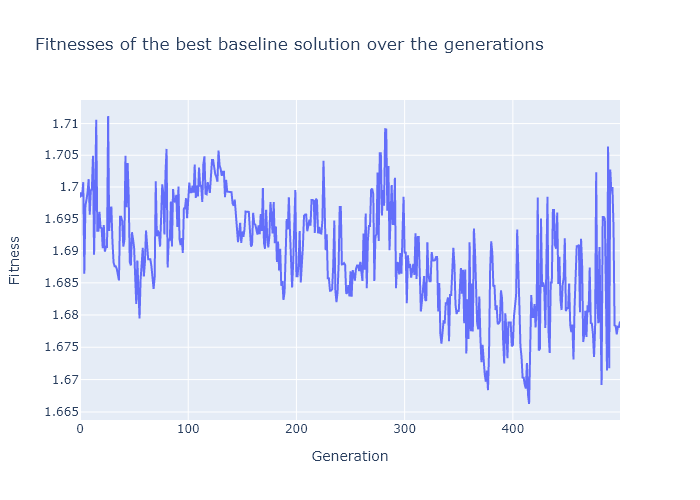 Fitnesses of the best baseline solution over the generations
1.71
1.705
1.7
1.695
1.69
1.685
1.68
1.675
1.67
1.665
Fitness
0 100 200 300 400
Generation